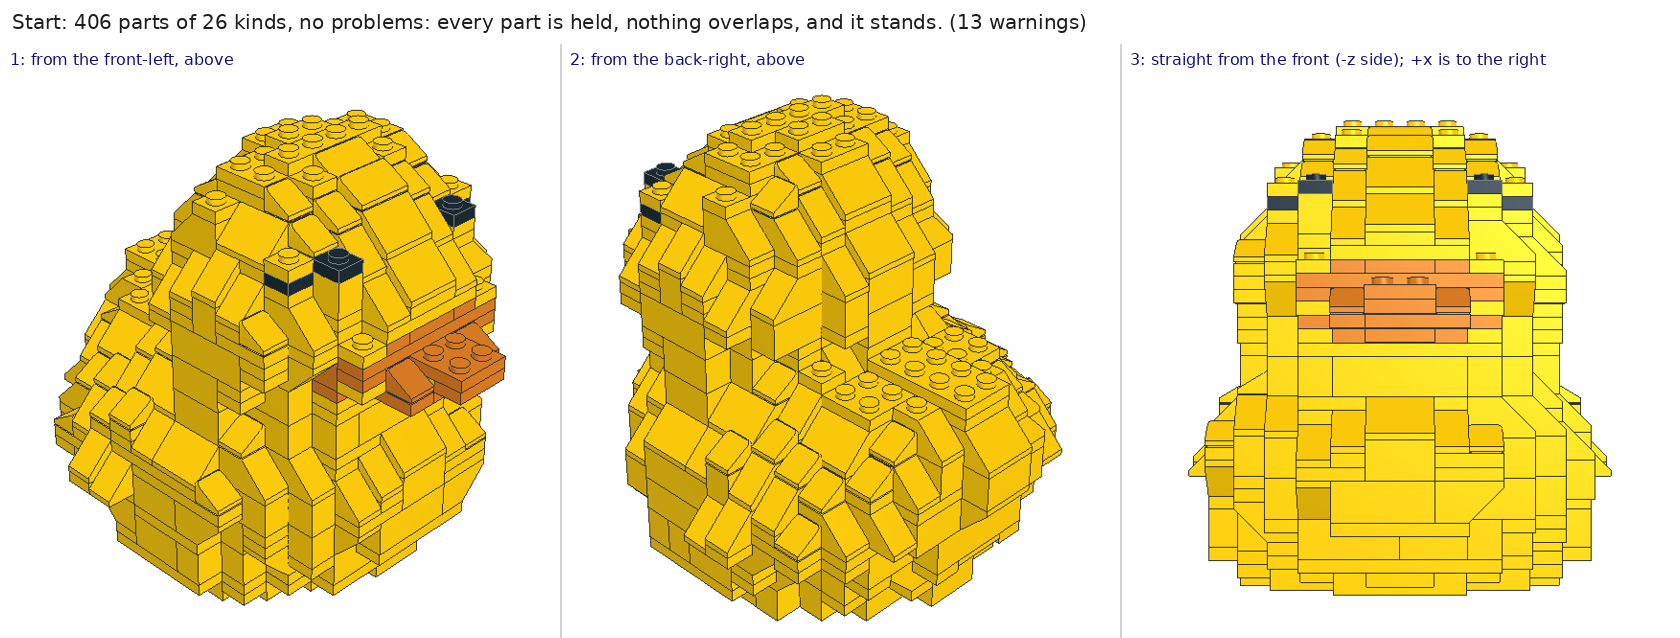 Start: 406 parts of 26 kinds, no problems: every part is held, nothing overlaps, and it stands. (13 warnings)
1: from the front-left, above
2: from the back-right, above
3: straight from the front (-z side); +x is to the right